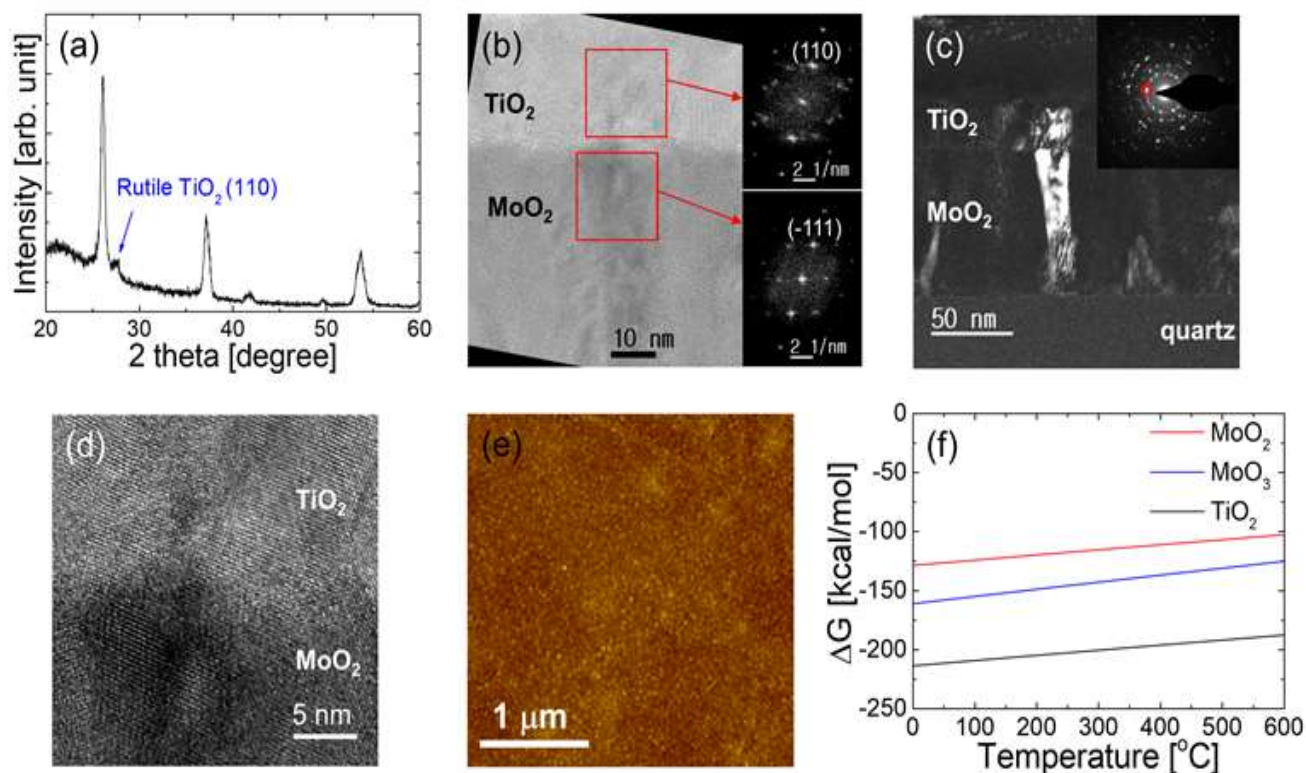 (a)
Intensity [arb. unit]
Rutile TiO₂ (110)
20 30 40 50 60
2 theta [degree]
(b)
TiO₂
MoO₂
10 nm
(110)
2 1/nm
(-111)
2 1/nm
(c)
TiO₂
MoO₂
50 nm
quartz
(d)
TiO₂
MoO₂
5 nm
(e)
1 μm
(f)
MoO₂
MoO₃
TiO₂
ΔG [kcal/mol]
0
-50
-100
-150
-200
-250
0 100 200 300 400 500 600
Temperature [°C]